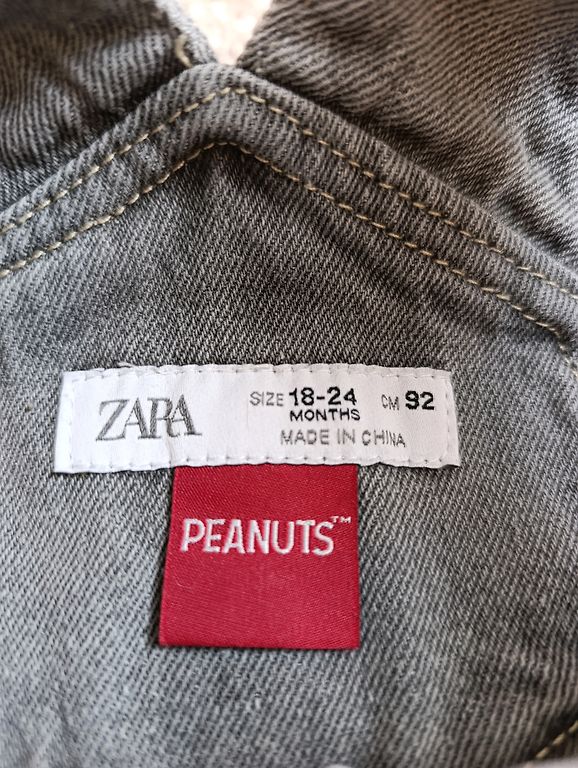 ZARA
SIZE 18-24 CM 92
MONTHS
MADE IN CHINA
PEANUTS™